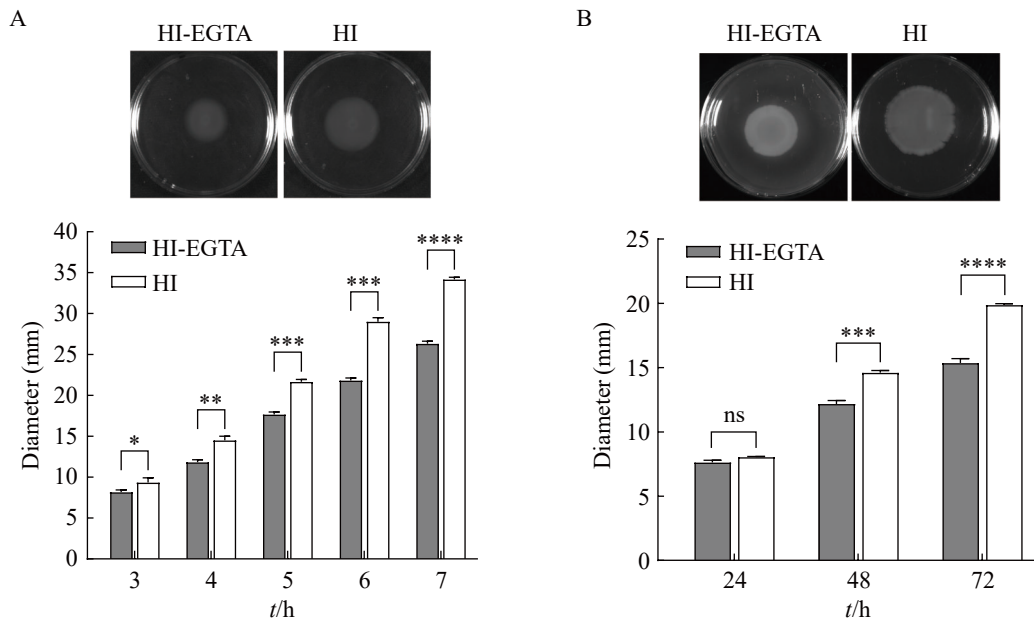 A
HI-EGTA HI
40
35
30
25
20
15
10
5
0
Diameter (mm)
HI-EGTA
HI
*
**
***
***
****
3 4 5 6 7
t/h
B
HI-EGTA HI
25
20
15
10
5
0
Diameter (mm)
HI-EGTA
HI
ns
***
****
24 48 72
t/h